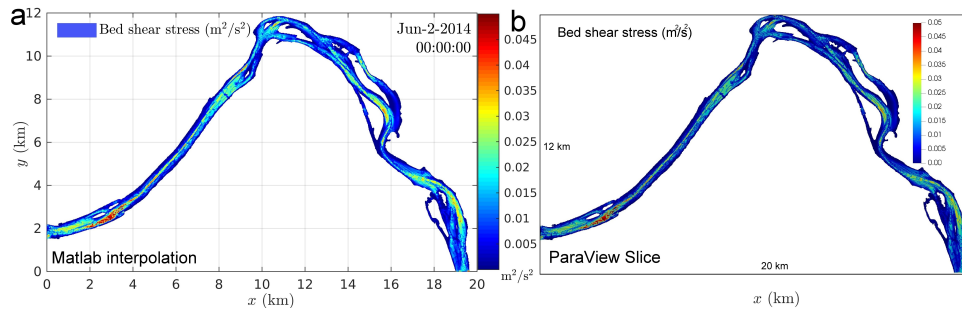 a
Bed shear stress (m²/s²)
Jun-2-2014
00:00:00
12
10
8
6
4
2
0
y (km)
0 2 4 6 8 10 12 14 16 18 20
x (km)
Matlab interpolation
0.045
0.04
0.035
0.03
0.025
0.02
0.015
0.01
0.005
m²/s²
b
Bed shear stress (m²/s²)
0.05
0.045
0.040
0.035
0.030
0.025
0.020
0.015
0.010
0.005
0.00
12 km
ParaView Slice
20 km
x (km)